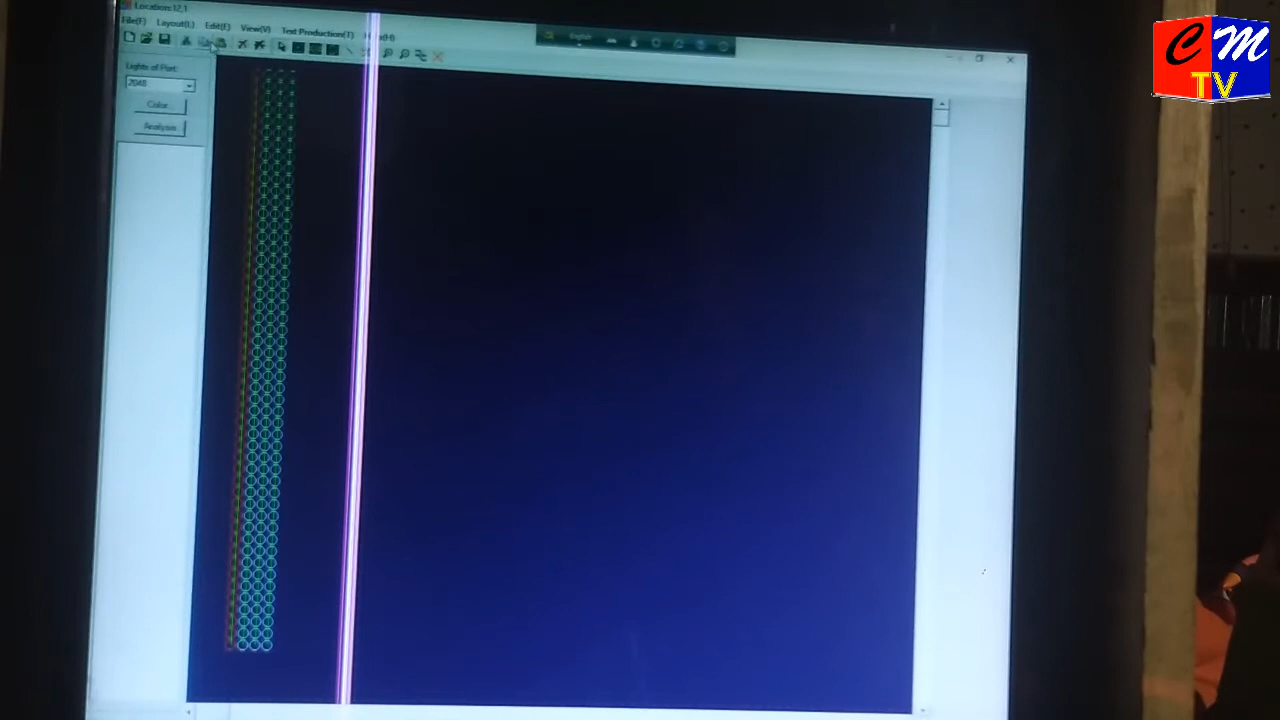 Location:12,1
File(F) Layout(L) Edit(E) View(V) Text Production(T)
English
Lights of Port:
2048
Color...
Analysis
CM
TV